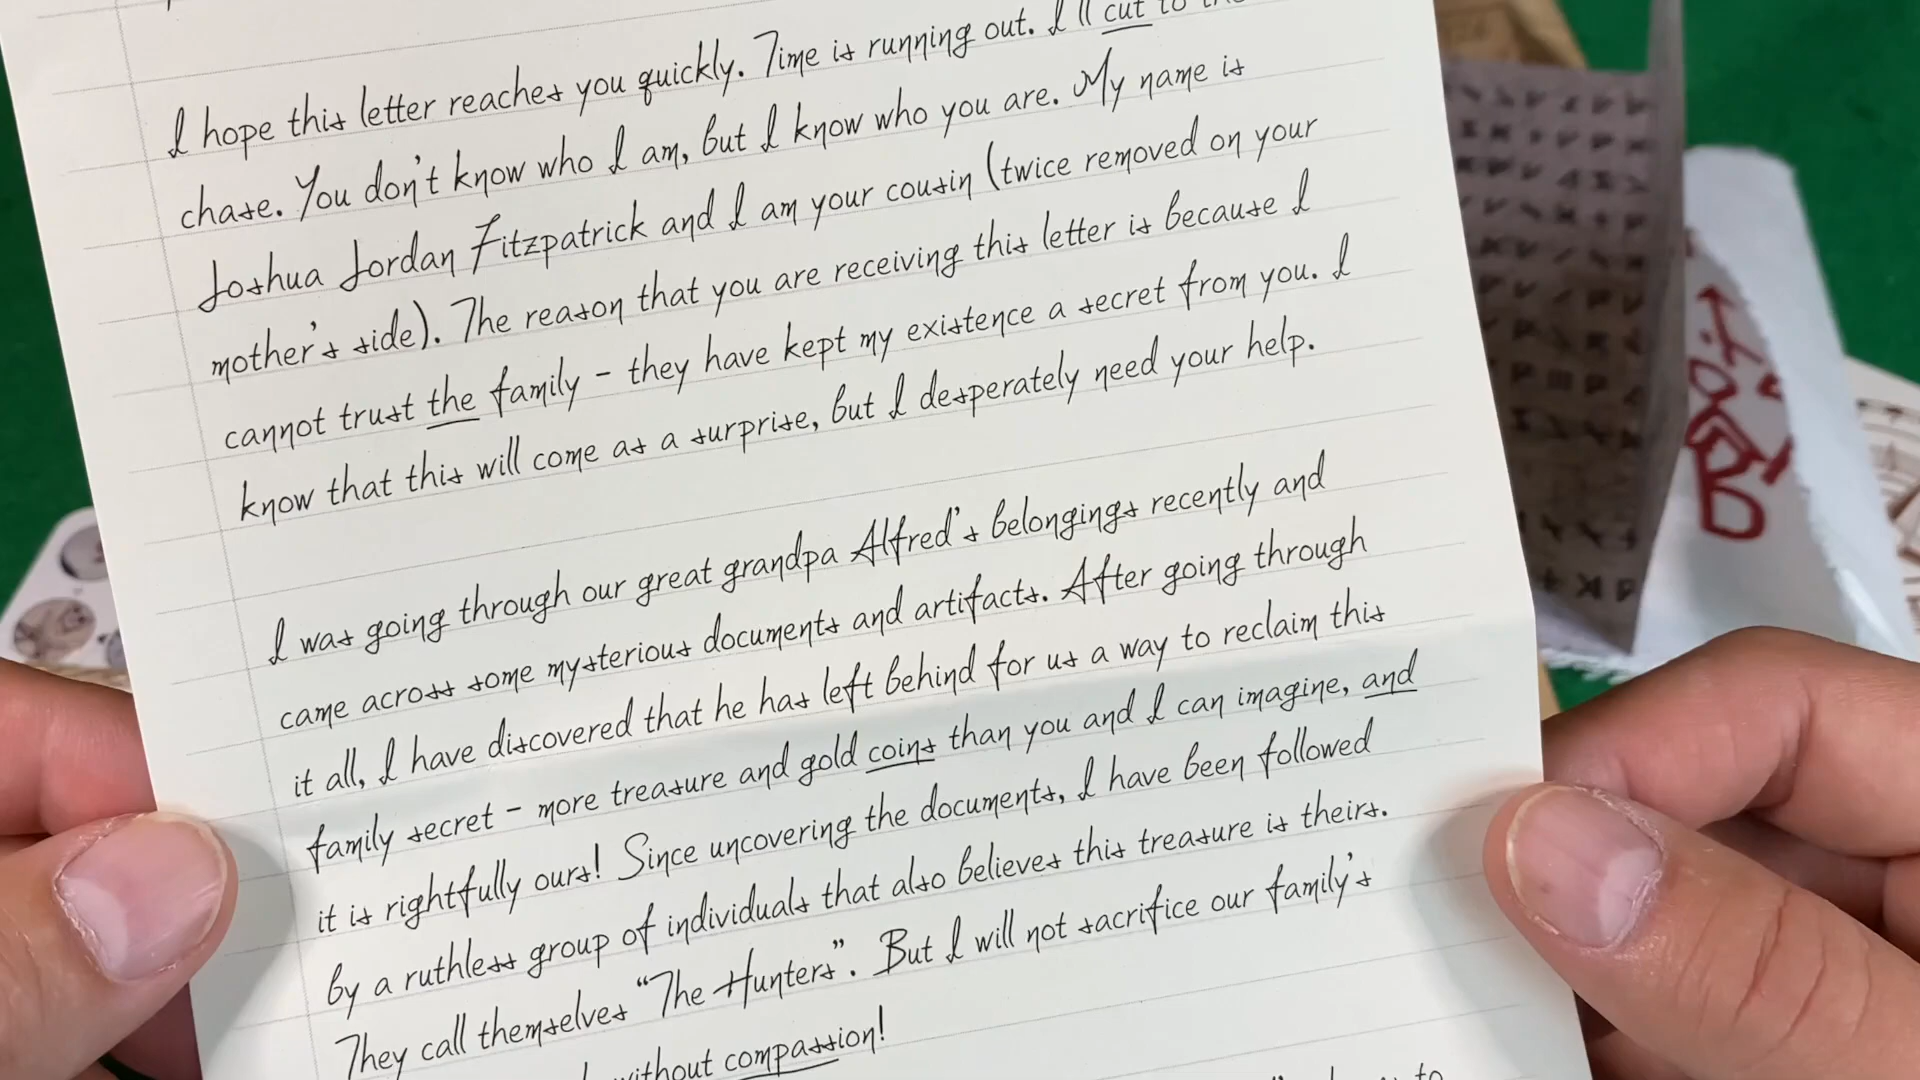 I hope this letter reaches you quickly. Time is running out. I'll cut to the
chase. You don't know who I am, but I know who you are. My name is
Joshua Jordan Fitzpatrick and I am your cousin (twice removed on your
mother's side). The reason that you are receiving this letter is because I
cannot trust the family - they have kept my existence a secret from you. I
know that this will come as a surprise, but I desperately need your help.
I was going through our great grandpa Alfred's belongings recently and
came across some mysterious documents and artifacts. After going through
it all, I have discovered that he has left behind for us a way to reclaim this
family secret - more treasure and gold coins than you and I can imagine, and
it is rightfully ours! Since uncovering the documents, I have been followed
by a ruthless group of individuals that also believes this treasure is theirs.
They call themselves "The Hunters". But I will not sacrifice our family's
without compassion!
to